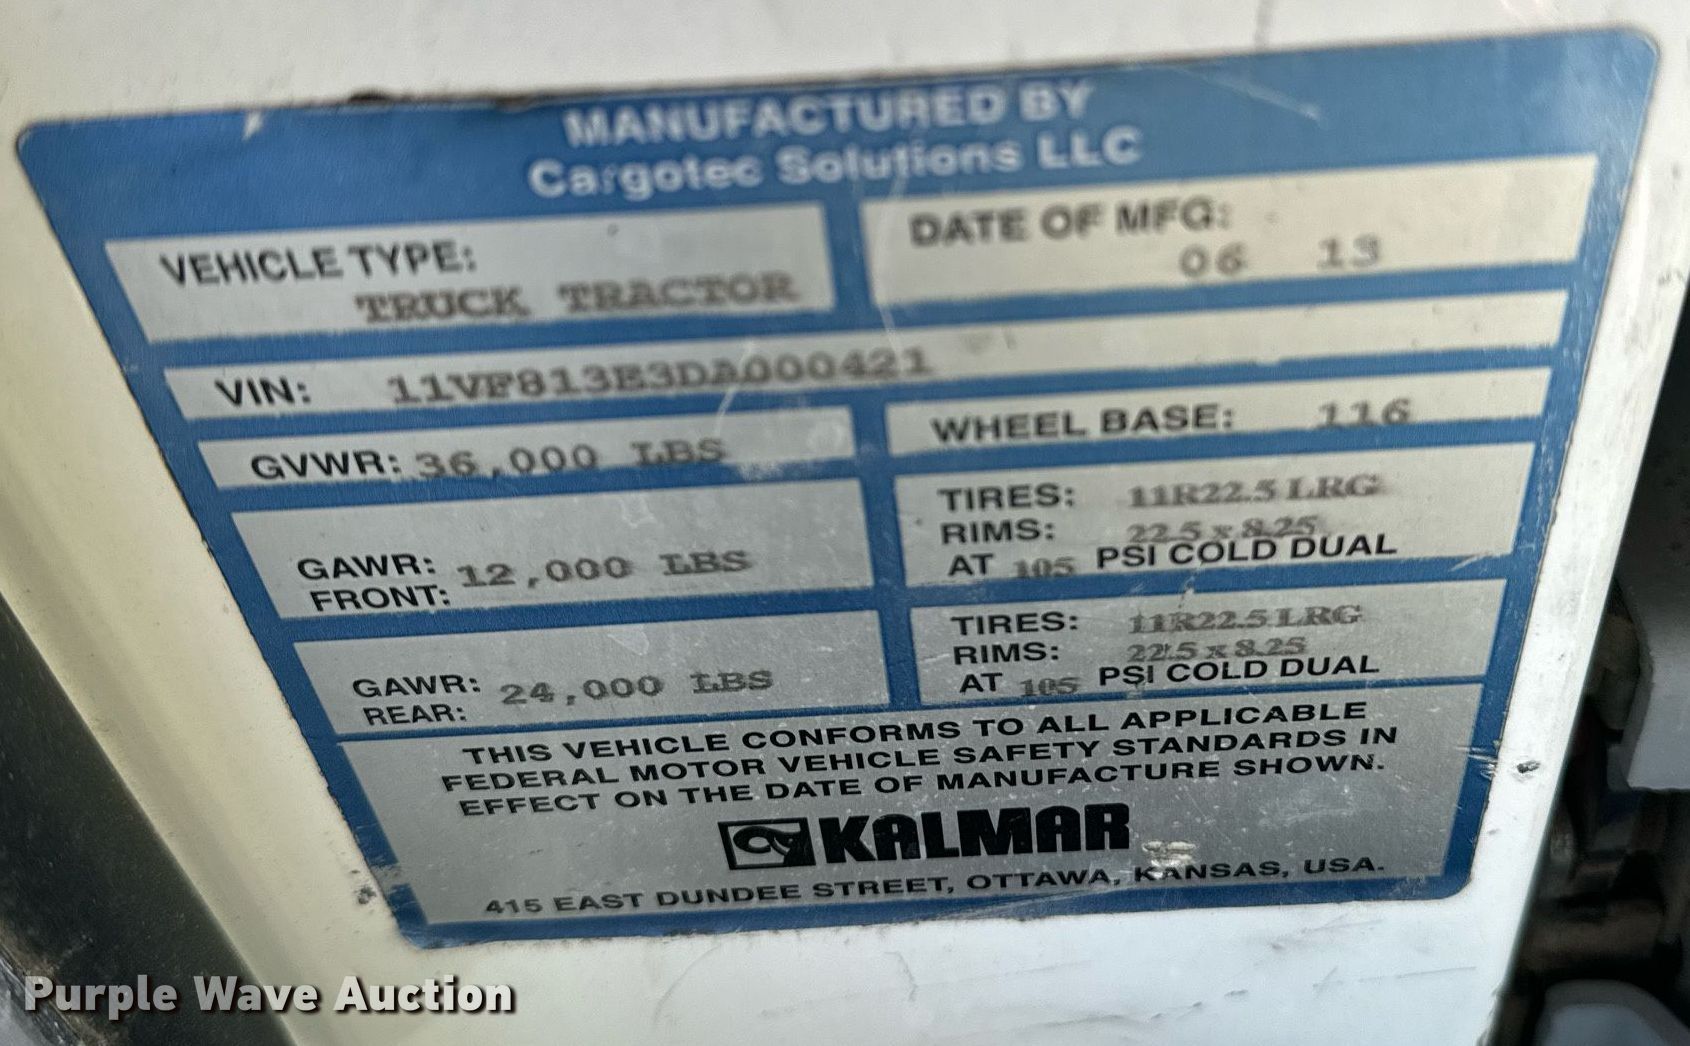 MANUFACTURED BY
Cargotec Solutions LLC
VEHICLE TYPE:
TRUCK TRACTOR
DATE OF MFG:
06 13
VIN: 11VF813E3DA000421
GVWR: 36,000 LBS
WHEEL BASE: 116
GAWR: 12,000 LBS
FRONT:
TIRES: 11R22.5 LRG
RIMS: 22.5 x 8.25
AT 105 PSI COLD DUAL
GAWR: 24,000 LBS
REAR:
TIRES: 11R22.5 LRG
RIMS: 22.5 x 8.25
AT 105 PSI COLD DUAL
THIS VEHICLE CONFORMS TO ALL APPLICABLE
FEDERAL MOTOR VEHICLE SAFETY STANDARDS IN
EFFECT ON THE DATE OF MANUFACTURE SHOWN.
KALMAR
415 EAST DUNDEE STREET, OTTAWA, KANSAS, USA.
Purple Wave Auction